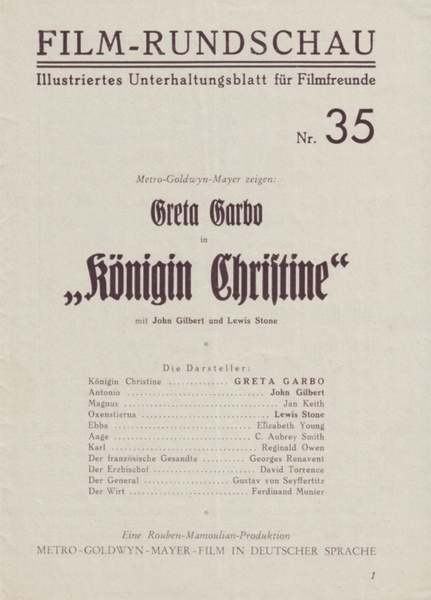 FILM-RUNDSCHAU
Illustriertes Unterhaltungsblatt für Filmfreunde
Nr. 35
Metro-Goldwyn-Mayer zeigen:
Greta Garbo
in
„Königin Chriſtine“
mit John Gilbert und Lewis Stone
*
Die Darsteller:
Königin Christine .............. GRETA GARBO
Antonio .............. John Gilbert
Magnus .............. Jan Keith
Oxenstierna .............. Lewis Stone
Ebba .............. Elizabeth Young
Aage .............. C. Aubrey Smith
Karl .............. Reginald Owen
Der französische Gesandte .............. Georges Renavent
Der Erzbischof .............. David Torrence
Der General .............. Gustav von Seyffertitz
Der Wirt .............. Ferdinand Munier
*
Eine Rouben-Mamoulian-Produktion
METRO-GOLDWYN-MAYER-FILM IN DEUTSCHER SPRACHE
1